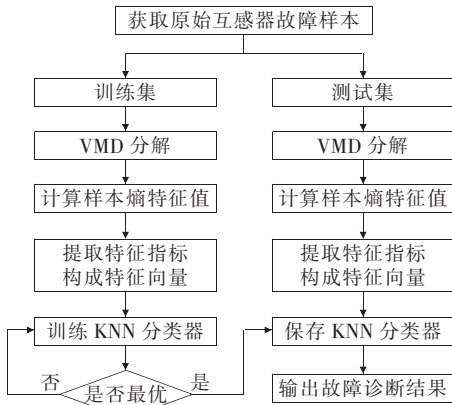 获取原始互感器故障样本
训练集
测试集
VMD 分解
VMD 分解
计算样本熵特征值
计算样本熵特征值
提取特征指标
构成特征向量
提取特征指标
构成特征向量
训练 KNN 分类器
保存 KNN 分类器
否
是否最优
是
输出故障诊断结果